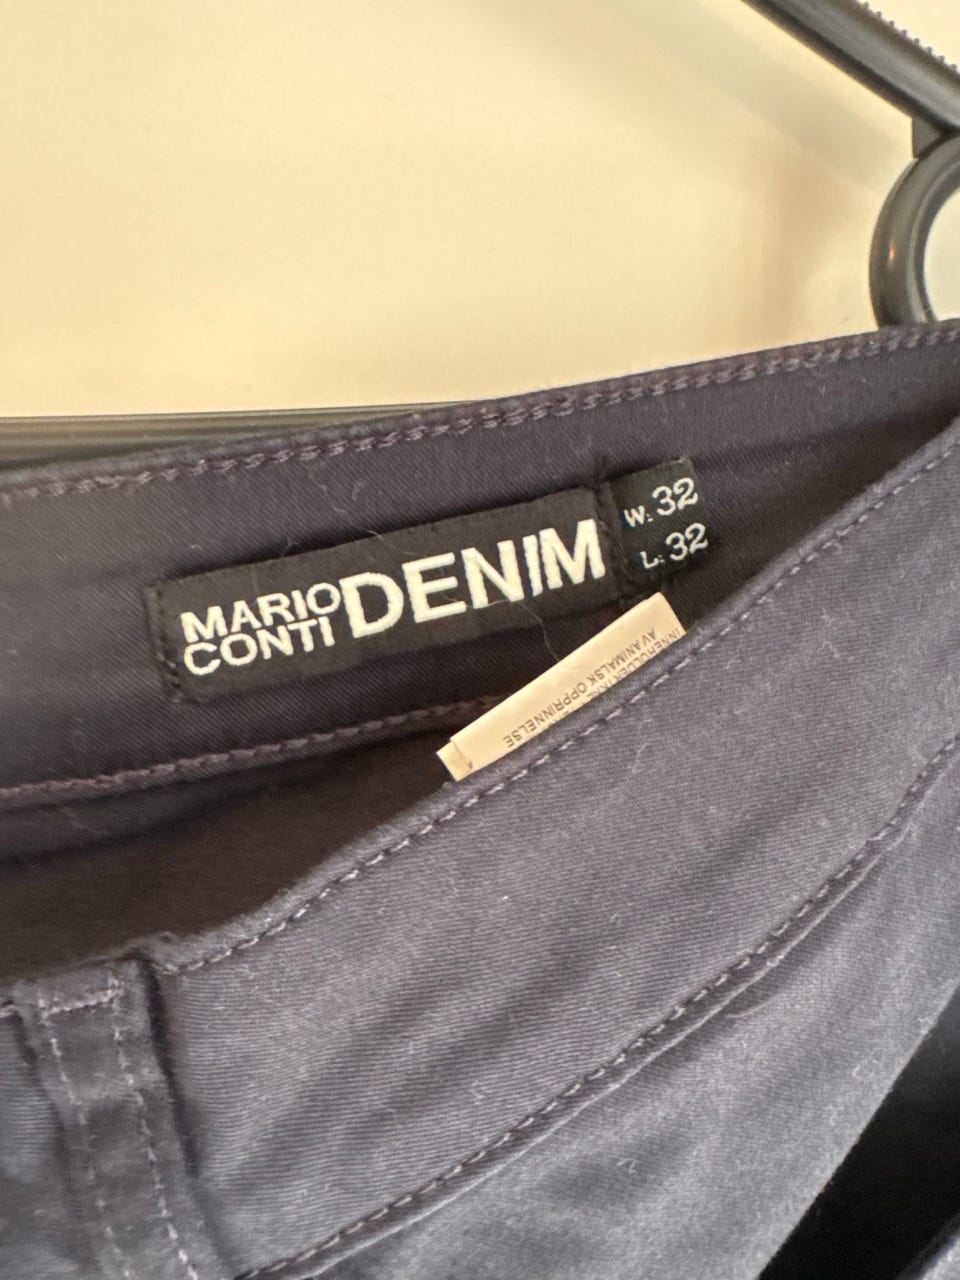 MARIO
CONTI
DENIM
W: 32
L: 32
AV ANIMALSK OPPRINNELSE